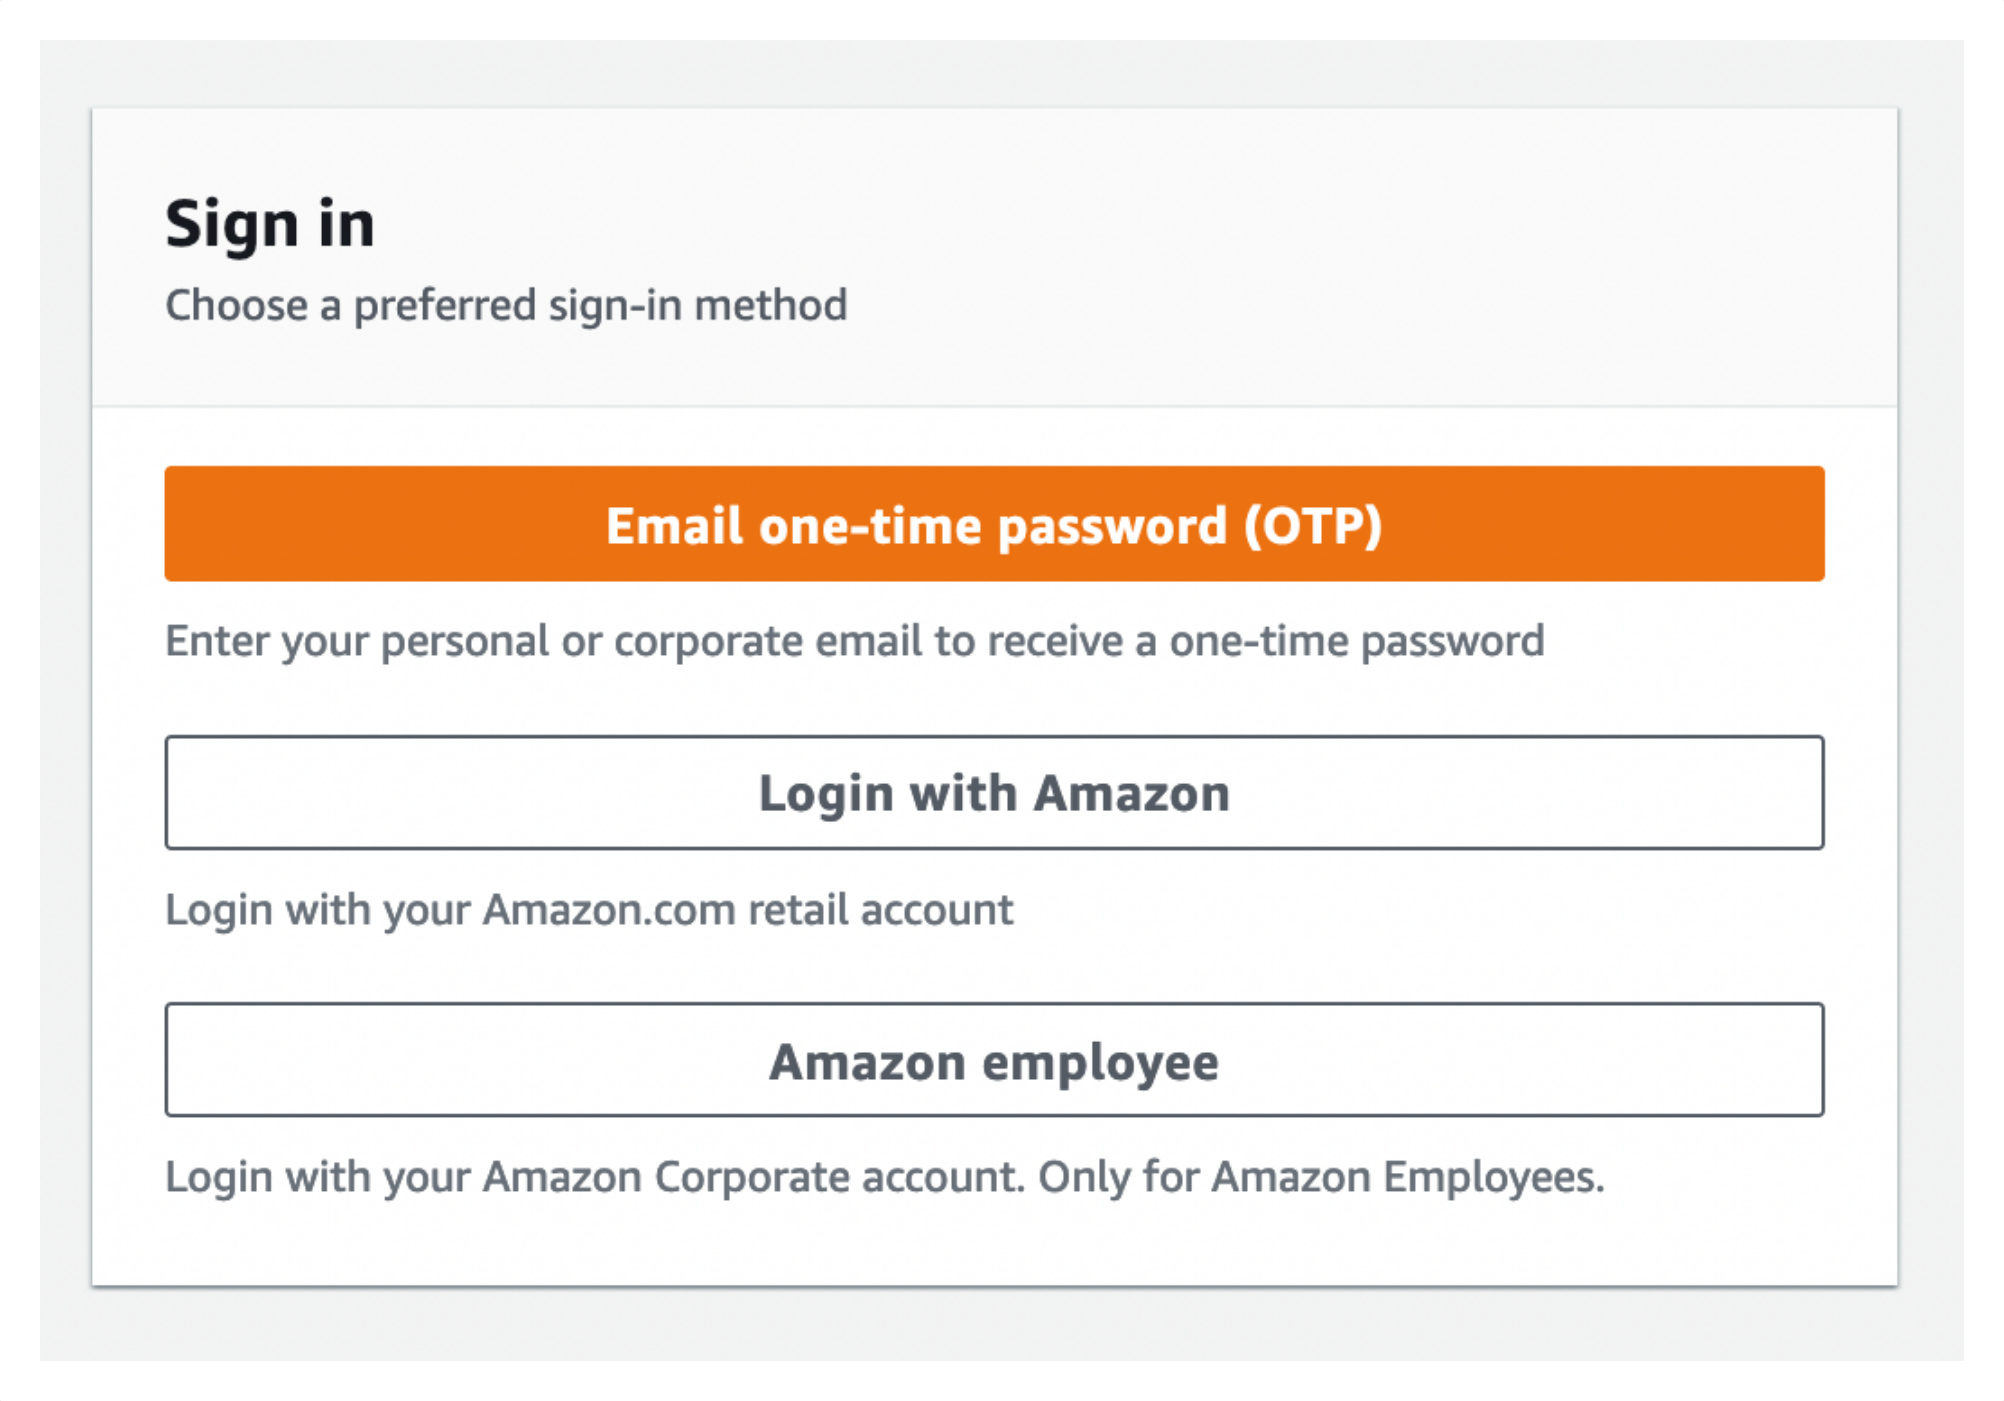 Sign in
Choose a preferred sign-in method
Email one-time password (OTP)
Enter your personal or corporate email to receive a one-time password
Login with Amazon
Login with your Amazon.com retail account
Amazon employee
Login with your Amazon Corporate account. Only for Amazon Employees.